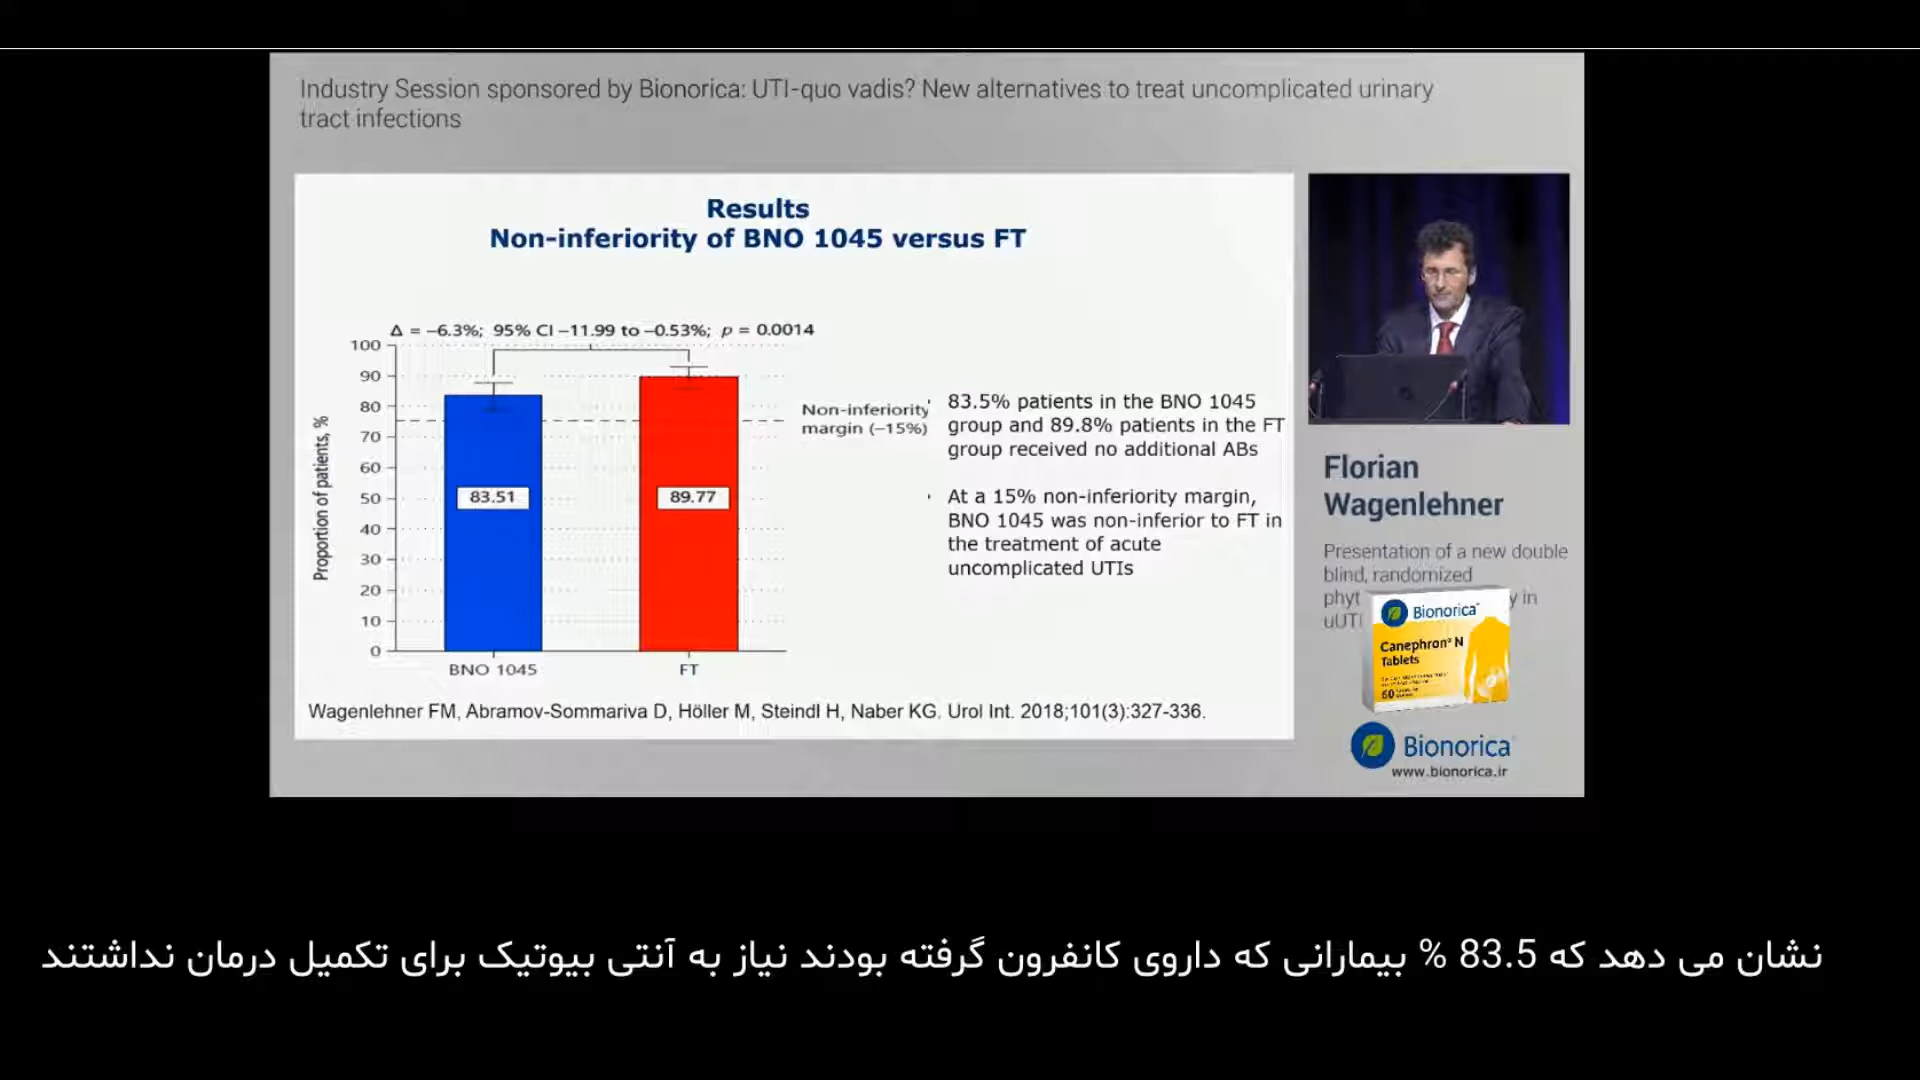 Industry Session sponsored by Bionorica: UTI-quo vadis? New alternatives to treat uncomplicated urinary
tract infections
Results
Non-inferiority of BNO 1045 versus FT
Δ = –6.3%; 95% CI –11.99 to –0.53%; p = 0.0014
Proportion of patients, %
100
90
80
70
60
50
40
30
20
10
0
83.51
89.77
BNO 1045
FT
Non-inferiority
margin (–15%)
· 83.5% patients in the BNO 1045
group and 89.8% patients in the FT
group received no additional ABs
· At a 15% non-inferiority margin,
BNO 1045 was non-inferior to FT in
the treatment of acute
uncomplicated UTIs
Wagenlehner FM, Abramov-Sommariva D, Höller M, Steindl H, Naber KG. Urol Int. 2018;101(3):327-336.
Florian
Wagenlehner
Presentation of a new double
blind, randomized
phyt
y in
uUTI
Bionorica
Canephron® N
Tablets
60
Bionorica
www.bionorica.ir
نشان می دهد که 83.5 % بیمارانی که داروی کانفرون گرفته بودند نیاز به آنتی بیوتیک برای تکمیل درمان نداشتند